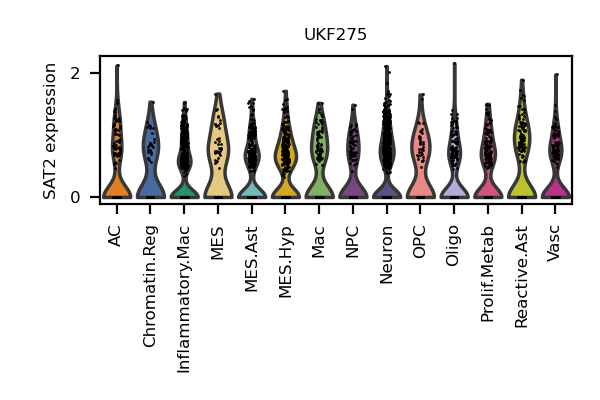 UKF275
SAT2 expression
2
0
AC
Chromatin.Reg
Inflammatory.Mac
MES
MES.Ast
MES.Hyp
Mac
NPC
Neuron
OPC
Oligo
Prolif.Metab
Reactive.Ast
Vasc